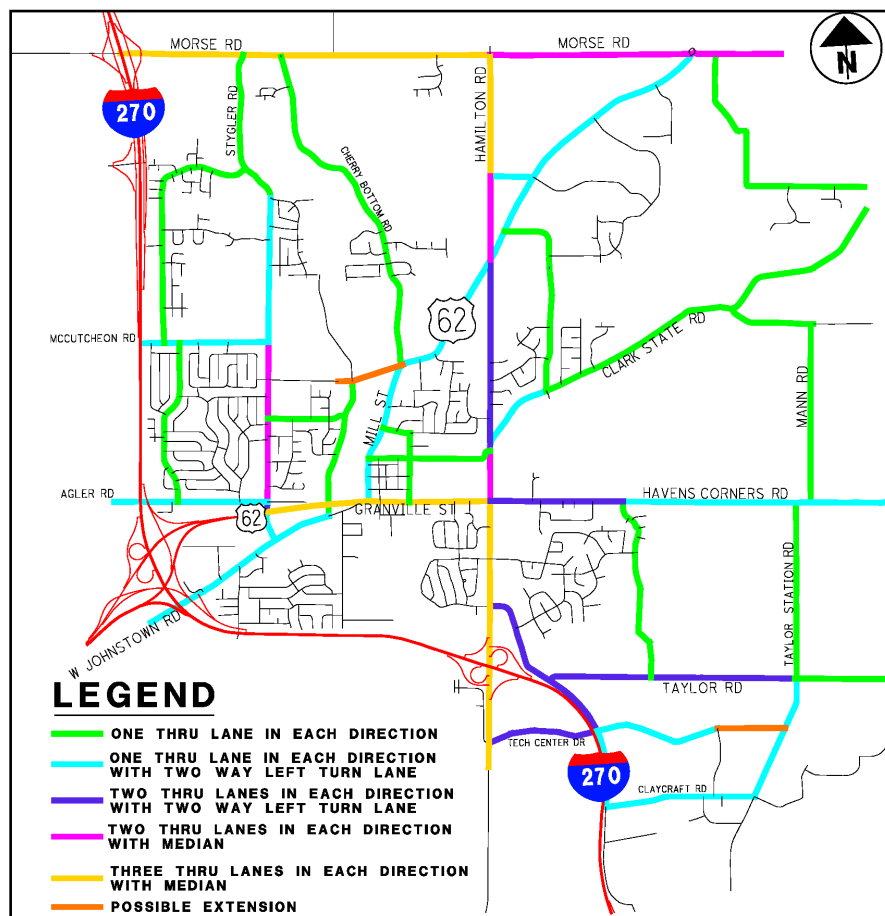 MORSE RD
MORSE RD
N
270
STYGLER RD
HAMILTON RD
CHERRY BOTTOM RD
62
MCCUTCHEON RD
CLARK STATE RD
MANN RD
MILL ST
AGLER RD
HAVENS CORNERS RD
62
GRANVILLE ST
TAYLOR STATION RD
W JOHNSTOWN RD
TAYLOR RD
TECH CENTER DR
270
CLAYCRAFT RD
LEGEND
ONE THRU LANE IN EACH DIRECTION
ONE THRU LANE IN EACH DIRECTION
WITH TWO WAY LEFT TURN LANE
TWO THRU LANES IN EACH DIRECTION
WITH TWO WAY LEFT TURN LANE
TWO THRU LANES IN EACH DIRECTION
WITH MEDIAN
THREE THRU LANES IN EACH DIRECTION
WITH MEDIAN
POSSIBLE EXTENSION